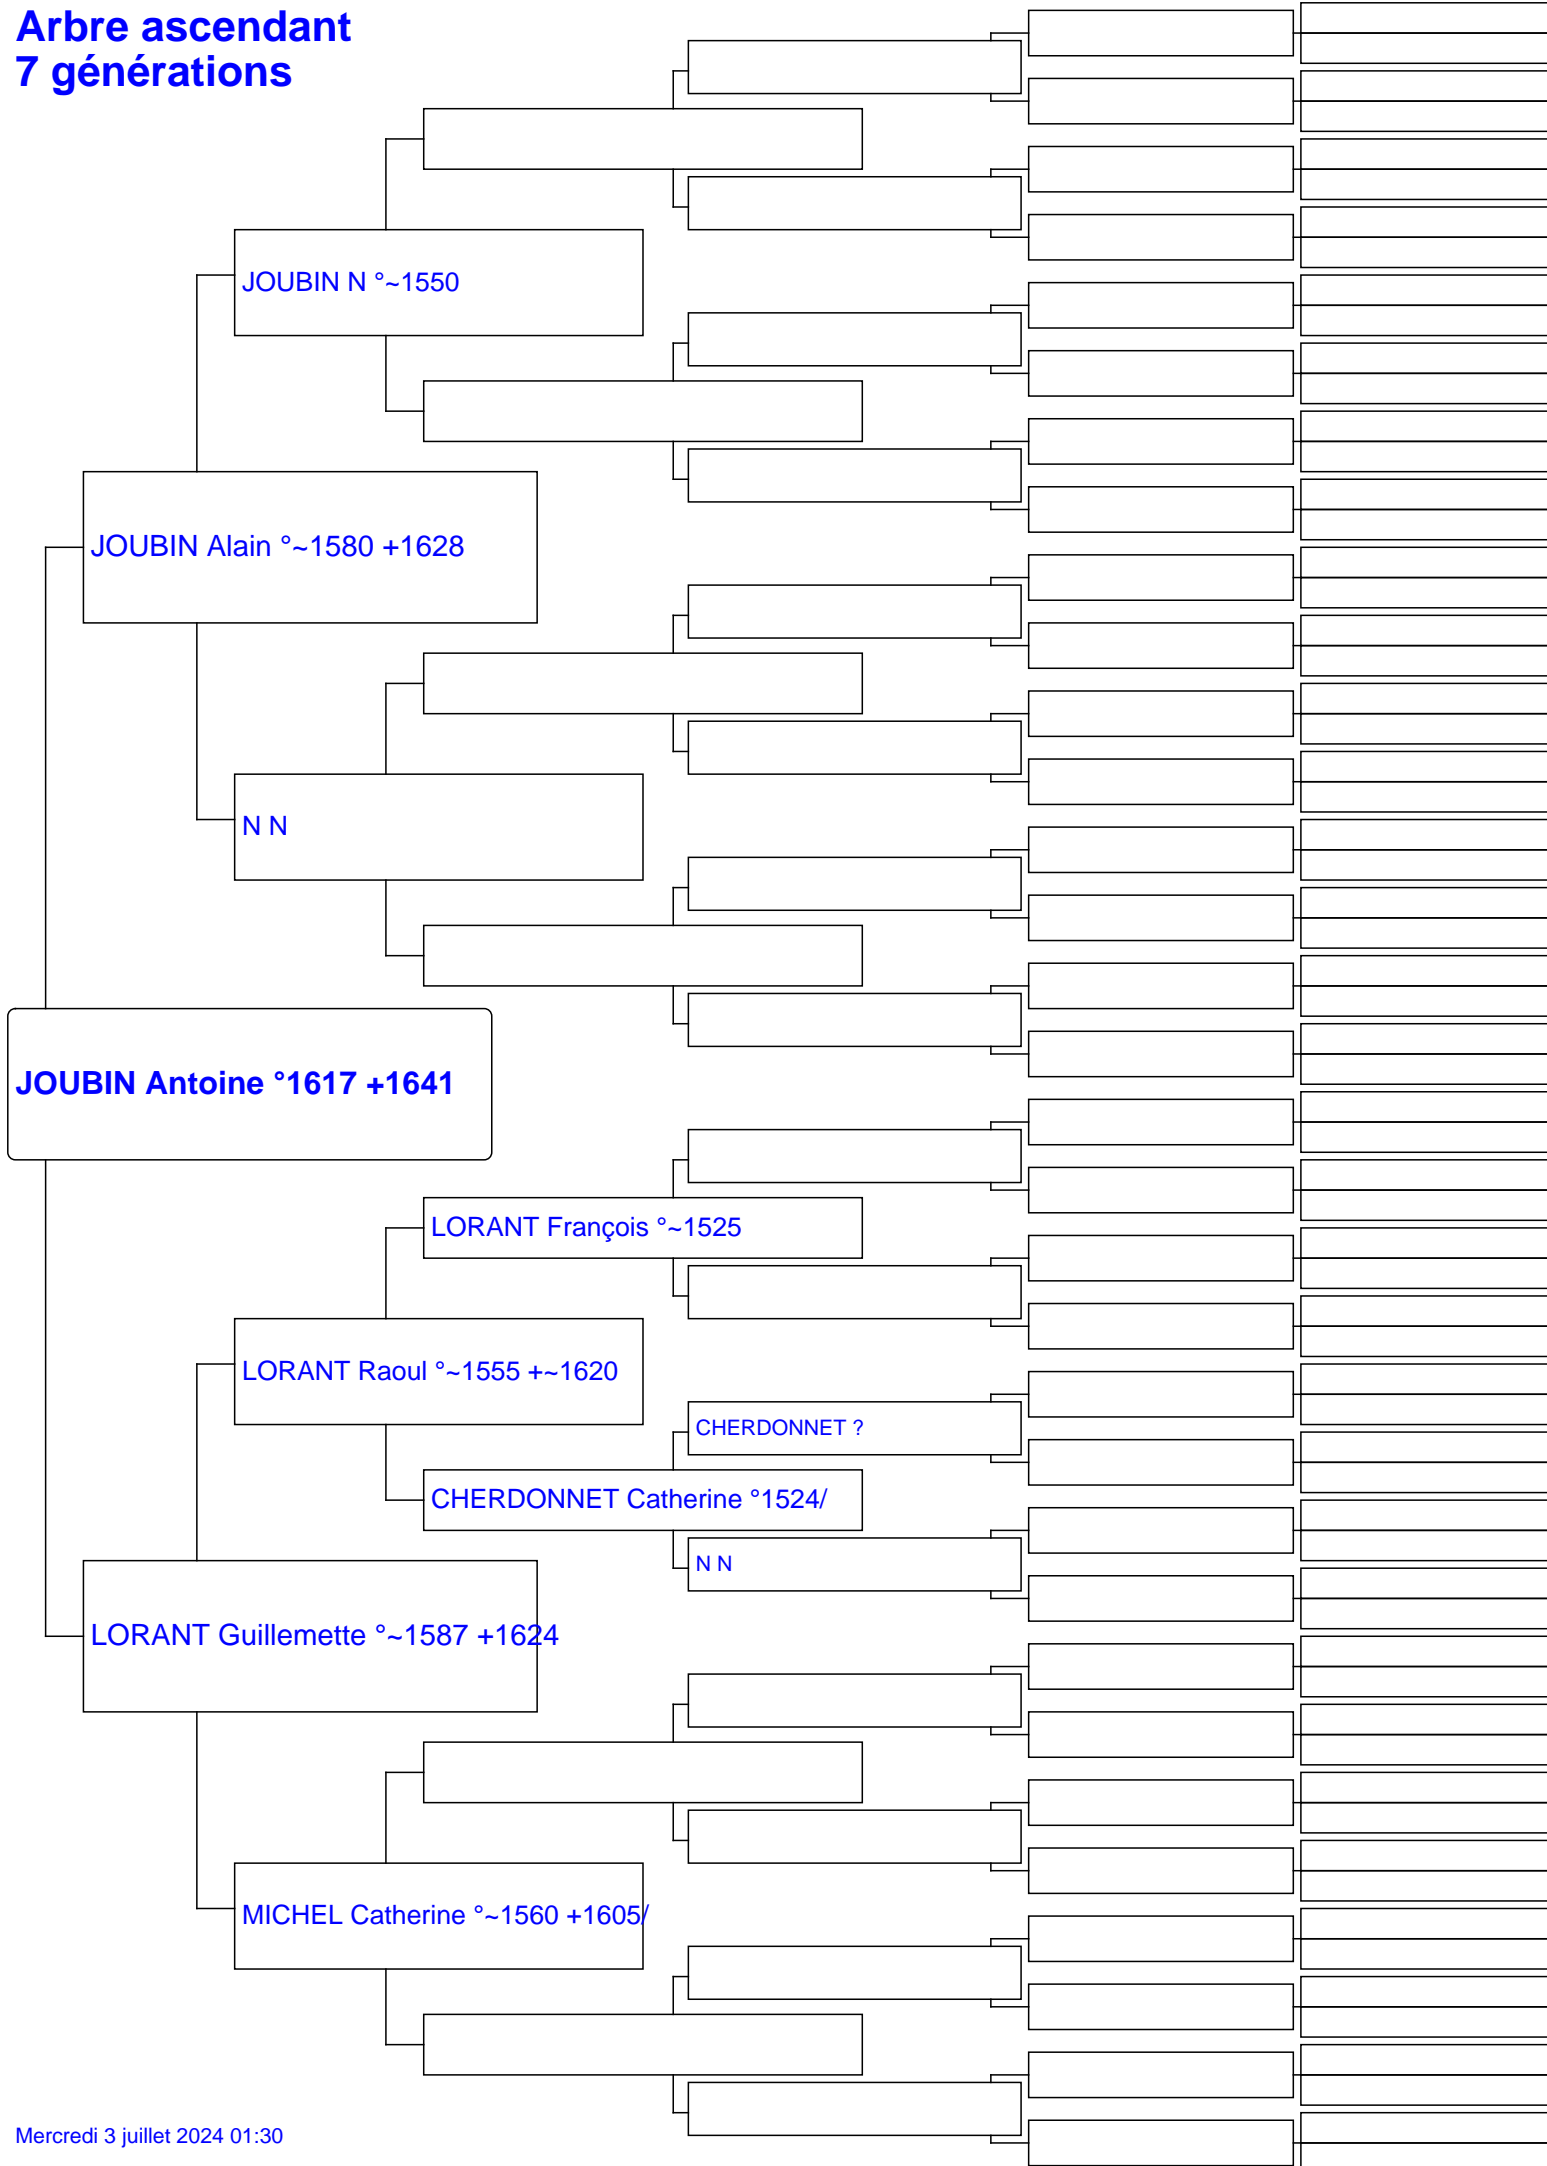 Arbre ascendant
7 générations
JOUBIN N °~1550
JOUBIN Alain °~1580 +1628
N N
JOUBIN Antoine °1617 +1641
LORANT François °~1525
LORANT Raoul °~1555 +~1620
CHERDONNET ?
CHERDONNET Catherine °1524/
N N
LORANT Guillemette °~1587 +1624
MICHEL Catherine °~1560 +1605/
Mercredi 3 juillet 2024 01:30